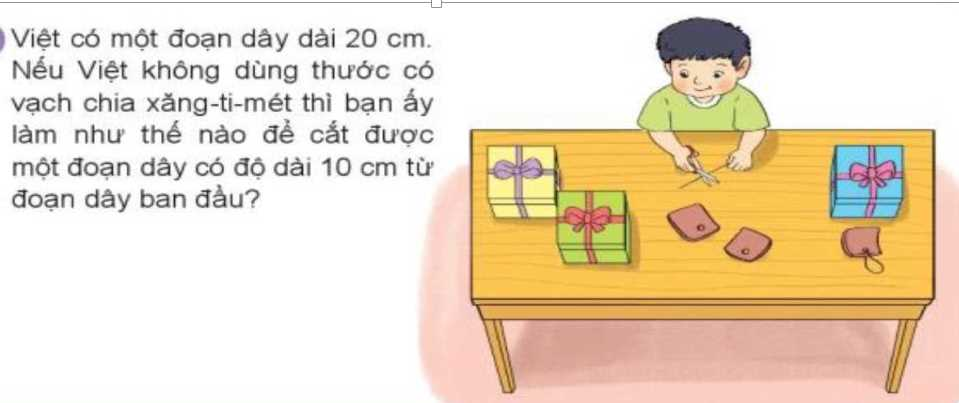 Việt có một đoạn dây dài 20 cm.
Nếu Việt không dùng thước có
vạch chia xăng-ti-mét thì bạn ấy
làm như thế nào để cắt được
một đoạn dây có độ dài 10 cm từ
đoạn dây ban đầu?